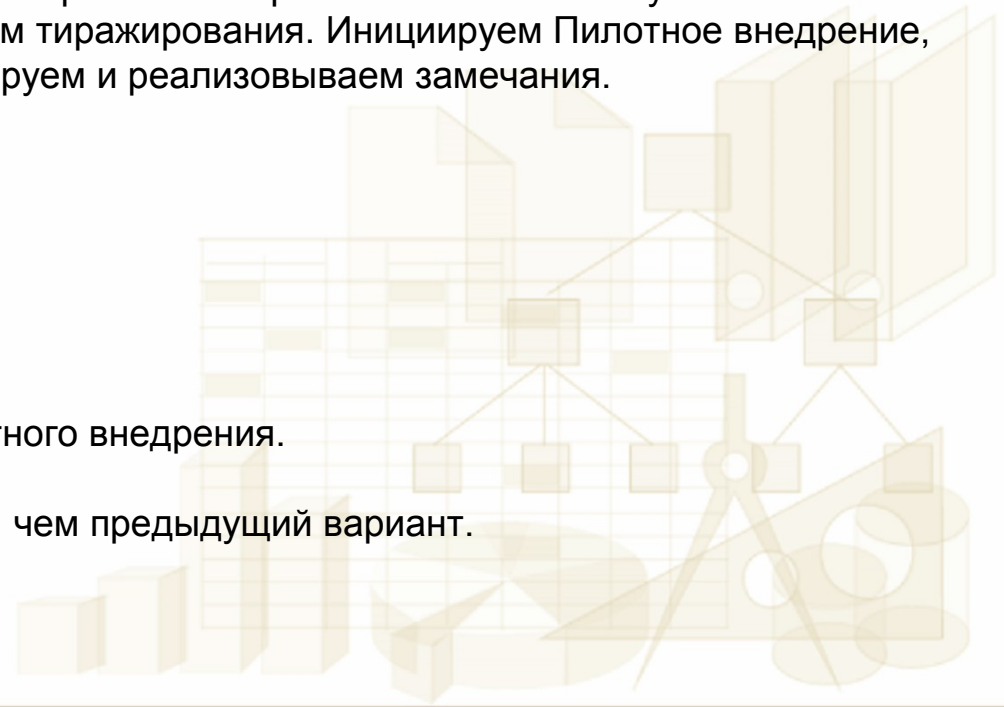 м тиражирования. Инициируем Пилотное внедрение,
руем и реализовываем замечания.
тного внедрения.
чем предыдущий вариант.